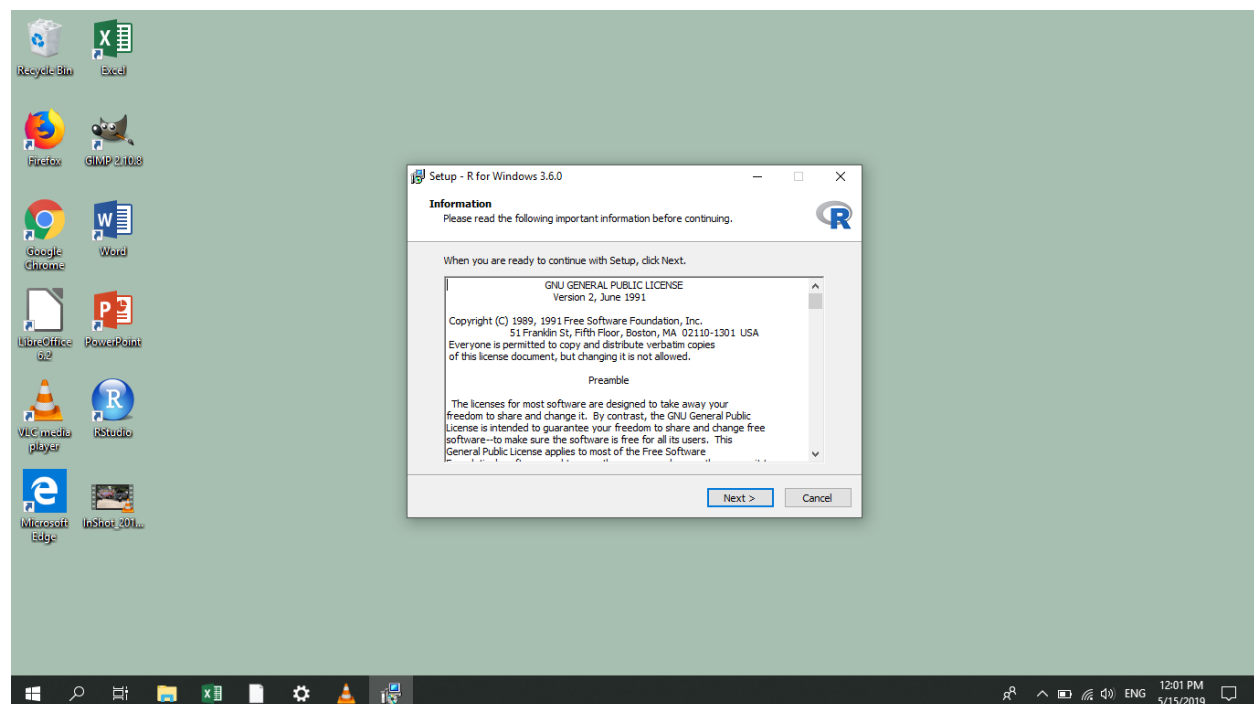 Recycle Bin
Excel
Firefox
GIMP 2.10.8
Google
Chrome
Word
LibreOffice
6.2
PowerPoint
VLC media
player
RStudio
Microsoft
Edge
InShot_201...
Setup - R for Windows 3.6.0
Information
Please read the following important information before continuing.
When you are ready to continue with Setup, click Next.
GNU GENERAL PUBLIC LICENSE
Version 2, June 1991
Copyright (C) 1989, 1991 Free Software Foundation, Inc.
51 Franklin St, Fifth Floor, Boston, MA 02110-1301 USA
Everyone is permitted to copy and distribute verbatim copies
of this license document, but changing it is not allowed.
Preamble
The licenses for most software are designed to take away your
freedom to share and change it. By contrast, the GNU General Public
License is intended to guarantee your freedom to share and change free
software--to make sure the software is free for all its users. This
General Public License applies to most of the Free Software
Next >
Cancel
ENG
12:01 PM
5/15/2019